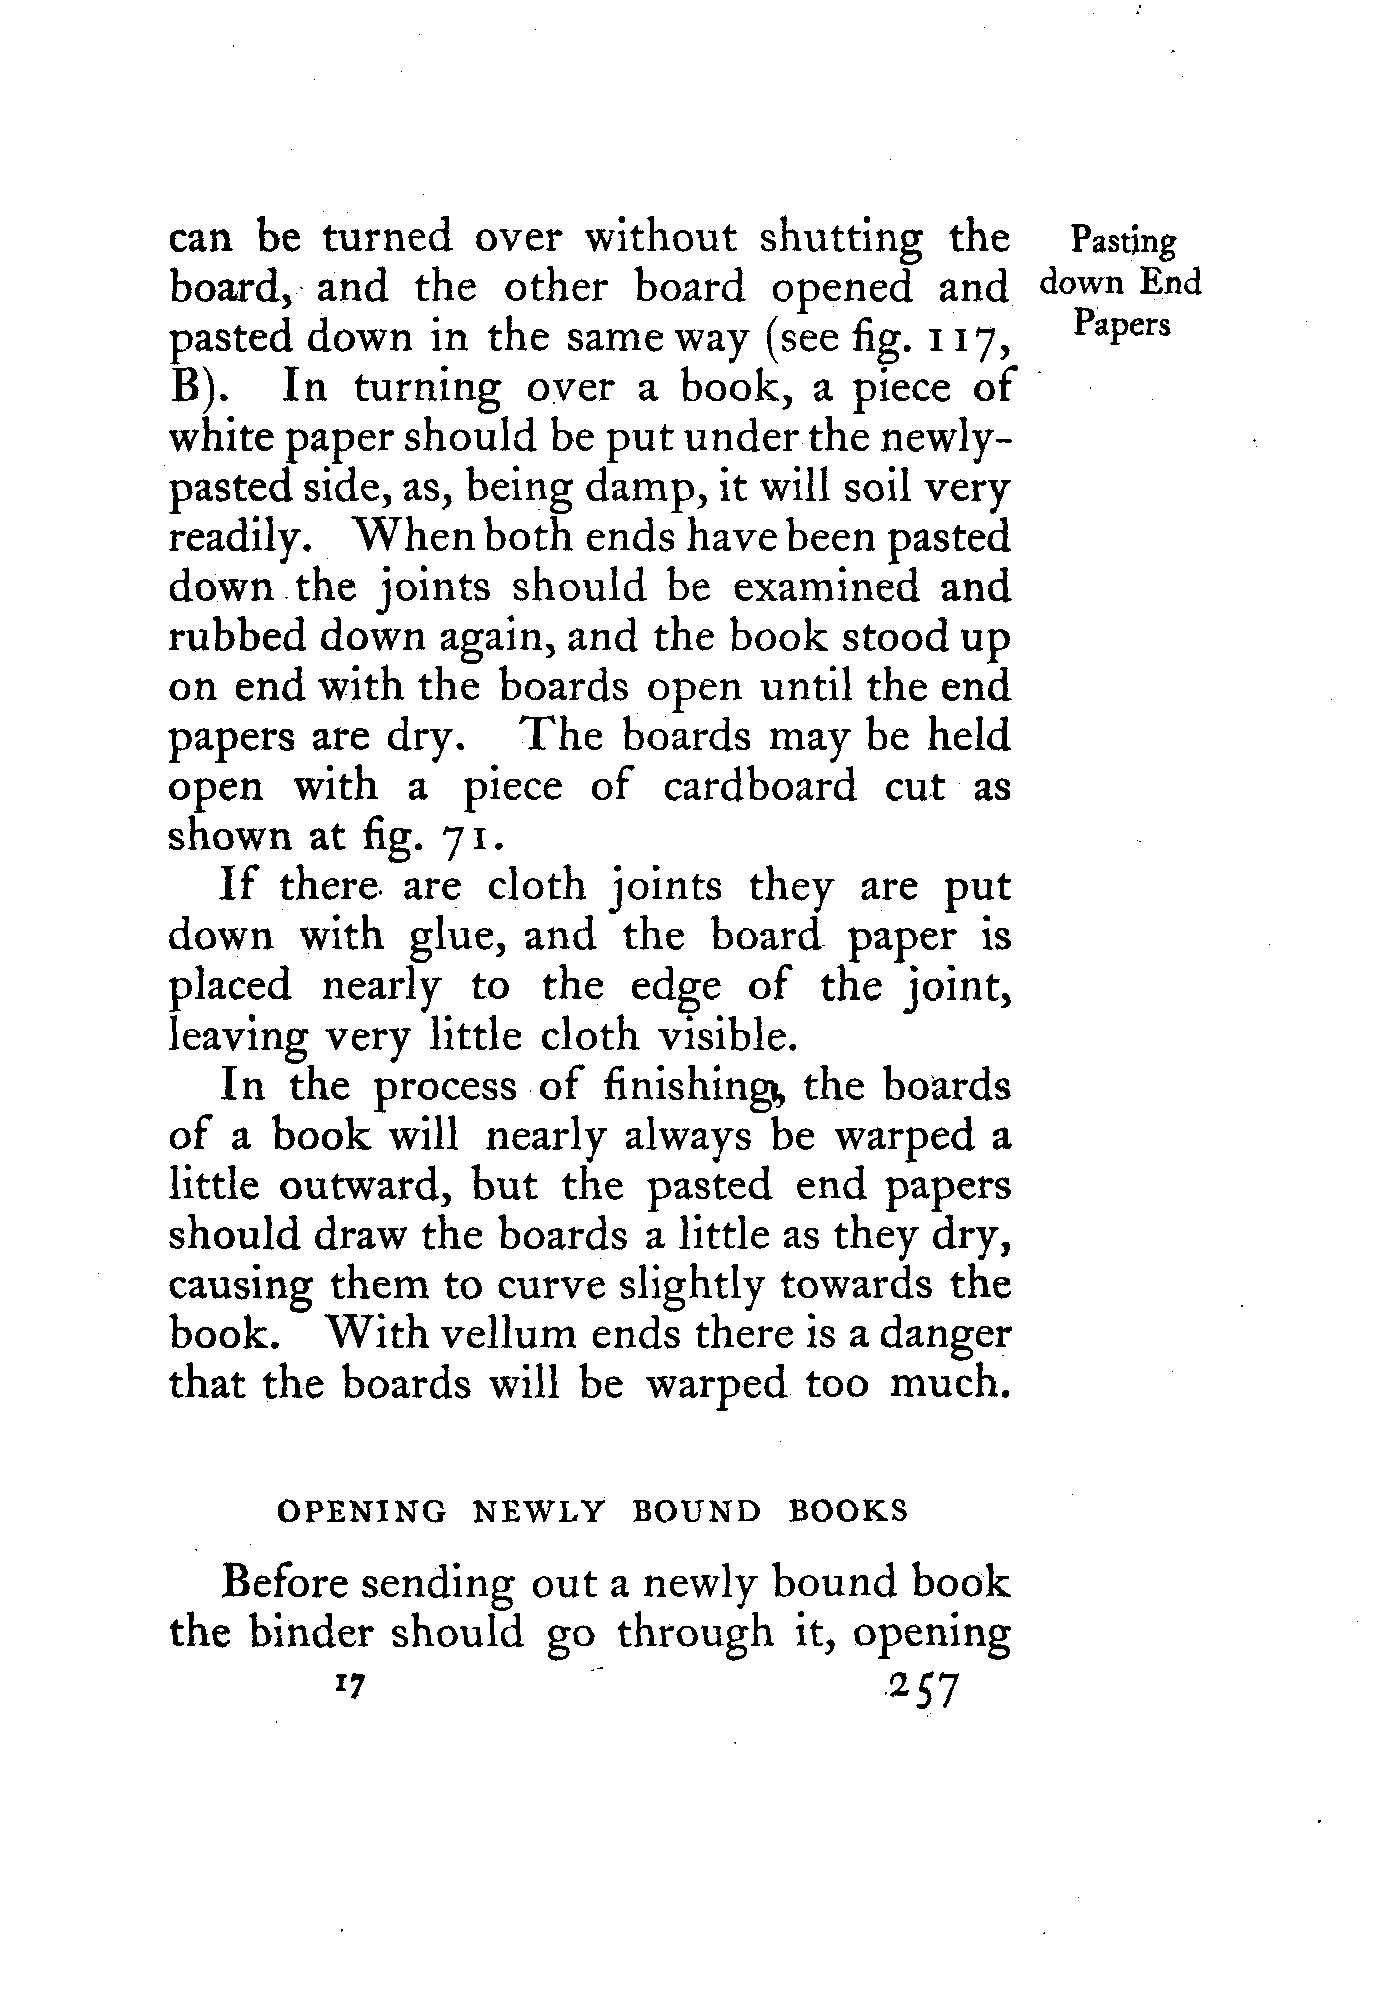 can be turned over without shutting the
board, and the other board opened and
pasted down in the same way (see fig. 117,
B). In turning over a book, a piece of
white paper should be put under the newly-
pasted side, as, being damp, it will soil very
readily. When both ends have been pasted
down the joints should be examined and
rubbed down again, and the book stood up
on end with the boards open until the end
papers are dry. The boards may be held
open with a piece of cardboard cut as
shown at fig. 71.
If there are cloth joints they are put
down with glue, and the board paper is
placed nearly to the edge of the joint,
leaving very little cloth visible.
In the process of finishing, the boards
of a book will nearly always be warped a
little outward, but the pasted end papers
should draw the boards a little as they dry,
causing them to curve slightly towards the
book. With vellum ends there is a danger
that the boards will be warped too much.
OPENING NEWLY BOUND BOOKS
Before sending out a newly bound book
the binder should go through it, opening
17 257
Pasting
down End
Papers